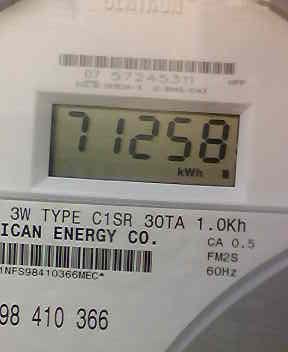 CENTRON
07 57245311
71258
kWh
3W TYPE C1SR 30TA 1.0Kh
ICAN ENERGY CO.
CA 0.5
FM2S
60Hz
1NFS98410366MEC*
98 410 366